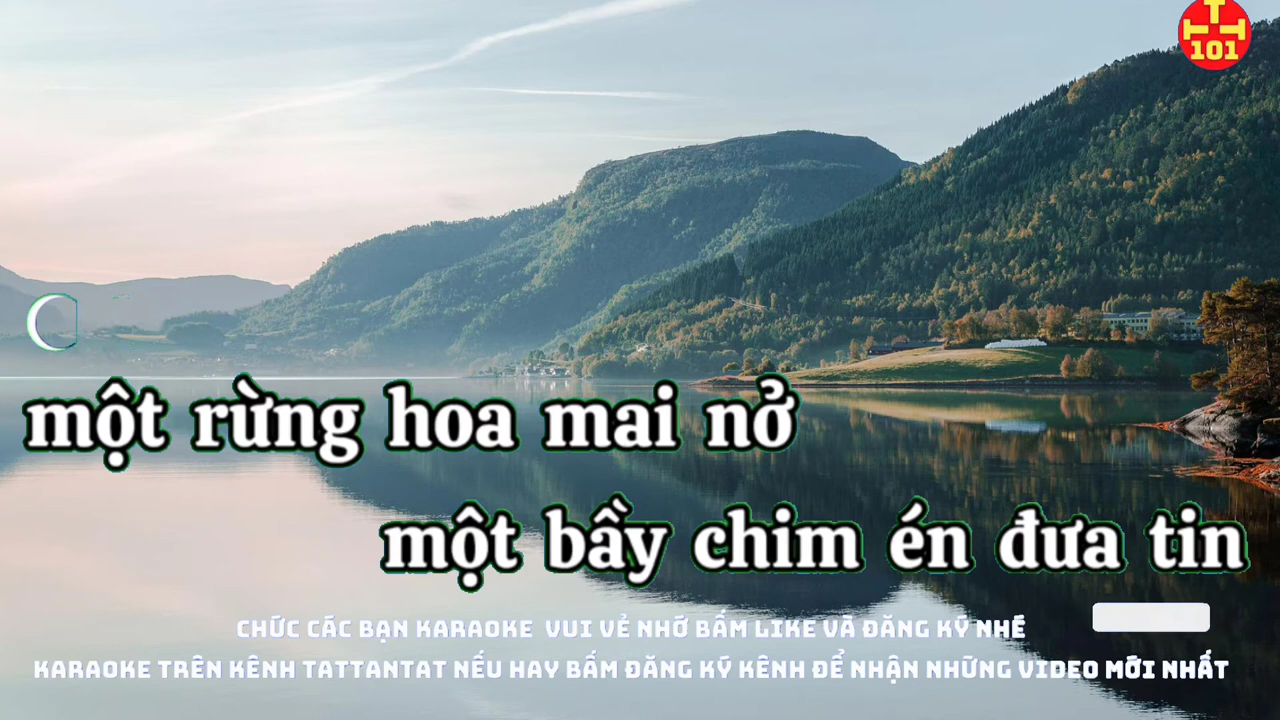 T
T T
101
một rừng hoa mai nở
một bầy chim én đưa tin
CHÚC CÁC BẠN KARAOKE VUI VẺ NHỚ BẤM LIKE VÀ ĐĂNG KÝ NHÉ
KARAOKE TRÊN KÊNH TATTANTAT NẾU HAY BẤM ĐĂNG KÝ KÊNH ĐỂ NHẬN NHỮNG VIDEO MỚI NHẤT